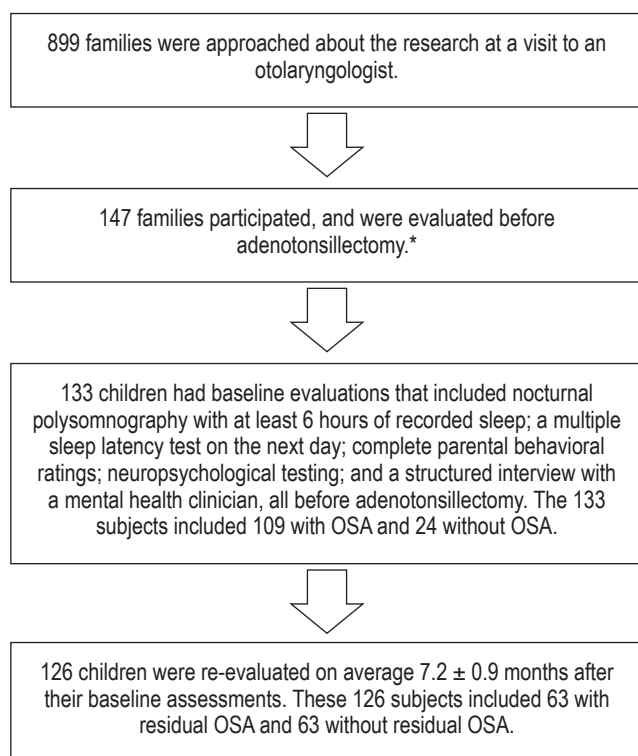 899 families were approached about the research at a visit to an
otolaryngologist.
147 families participated, and were evaluated before
adenotonsillectomy.*
133 children had baseline evaluations that included nocturnal
polysomnography with at least 6 hours of recorded sleep; a multiple
sleep latency test on the next day; complete parental behavioral
ratings; neuropsychological testing; and a structured interview with
a mental health clinician, all before adenotonsillectomy. The 133
subjects included 109 with OSA and 24 without OSA.
126 children were re-evaluated on average 7.2 ± 0.9 months after
their baseline assessments. These 126 subjects included 63 with
residual OSA and 63 without residual OSA.